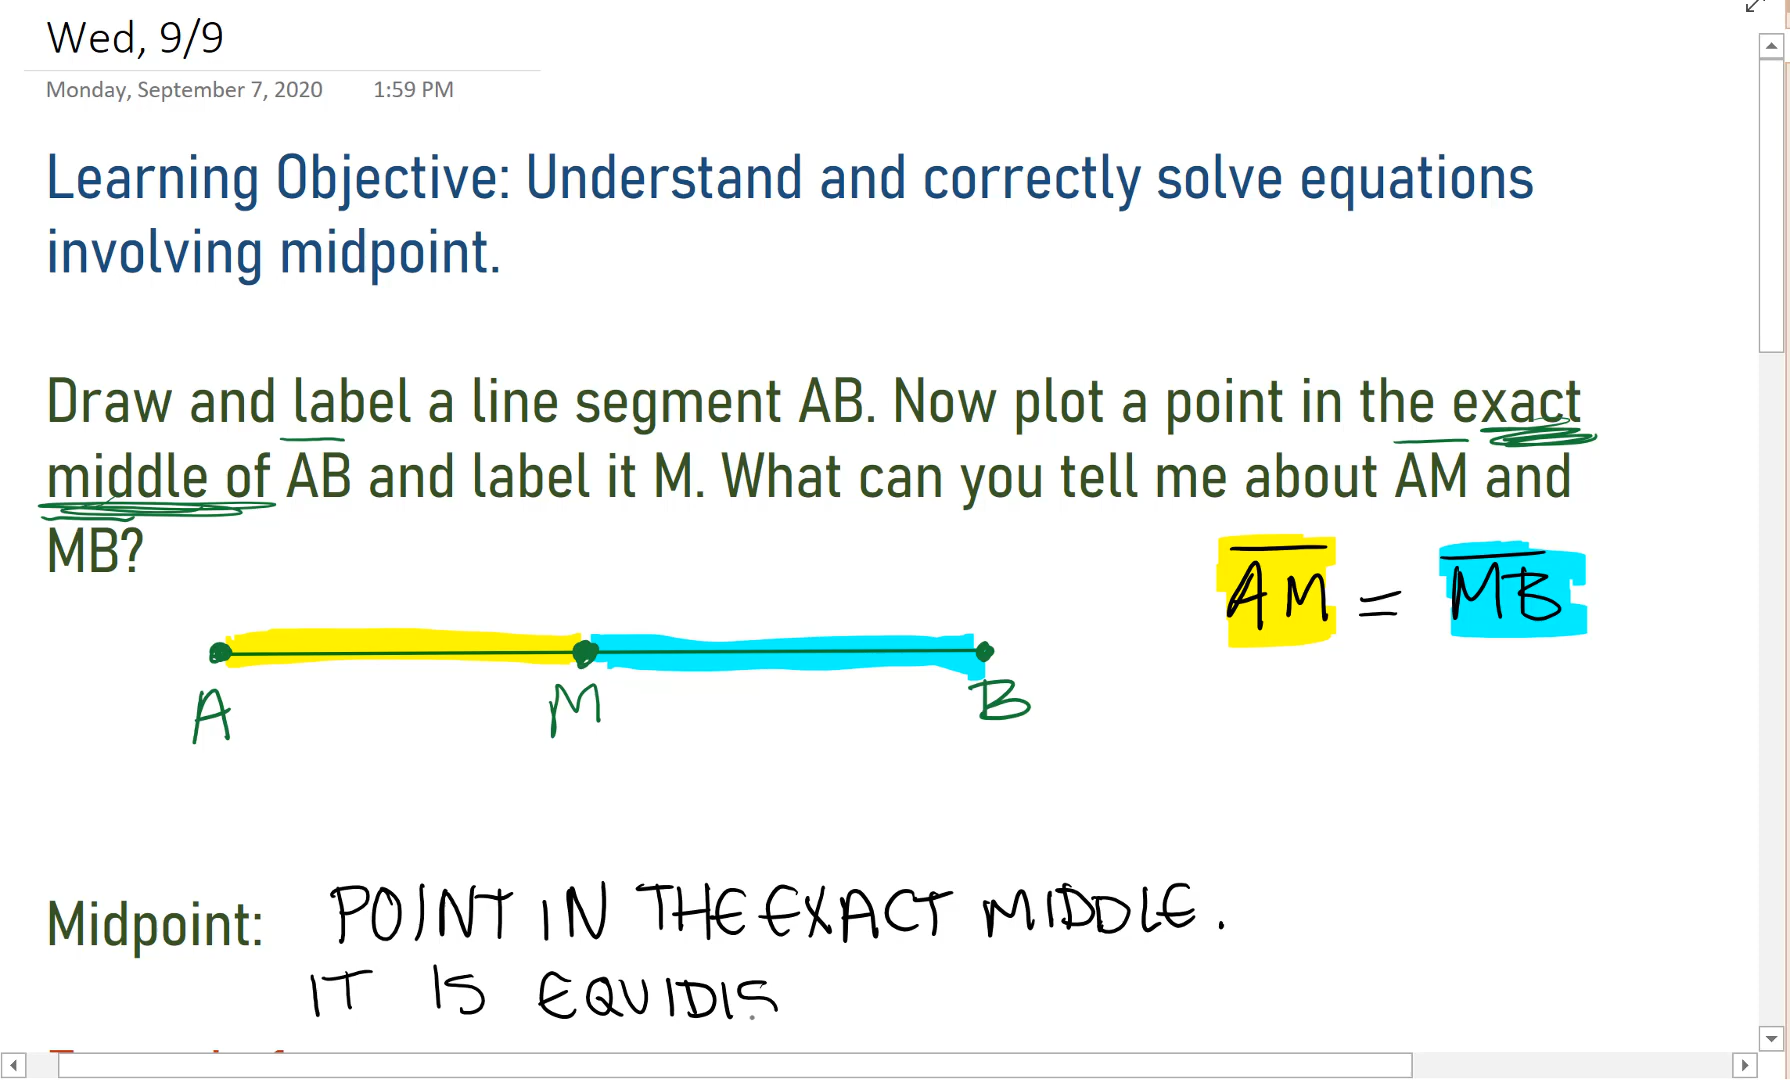 Wed, 9/9
Monday, September 7, 2020 1:59 PM
Learning Objective: Understand and correctly solve equations
involving midpoint.
Draw and label a line segment AB. Now plot a point in the exact
middle of AB and label it M. What can you tell me about AM and
MB?
AM = MB
A M B
Midpoint: POINT IN THE EXACT MIDDLE.
IT IS EQUIDIS